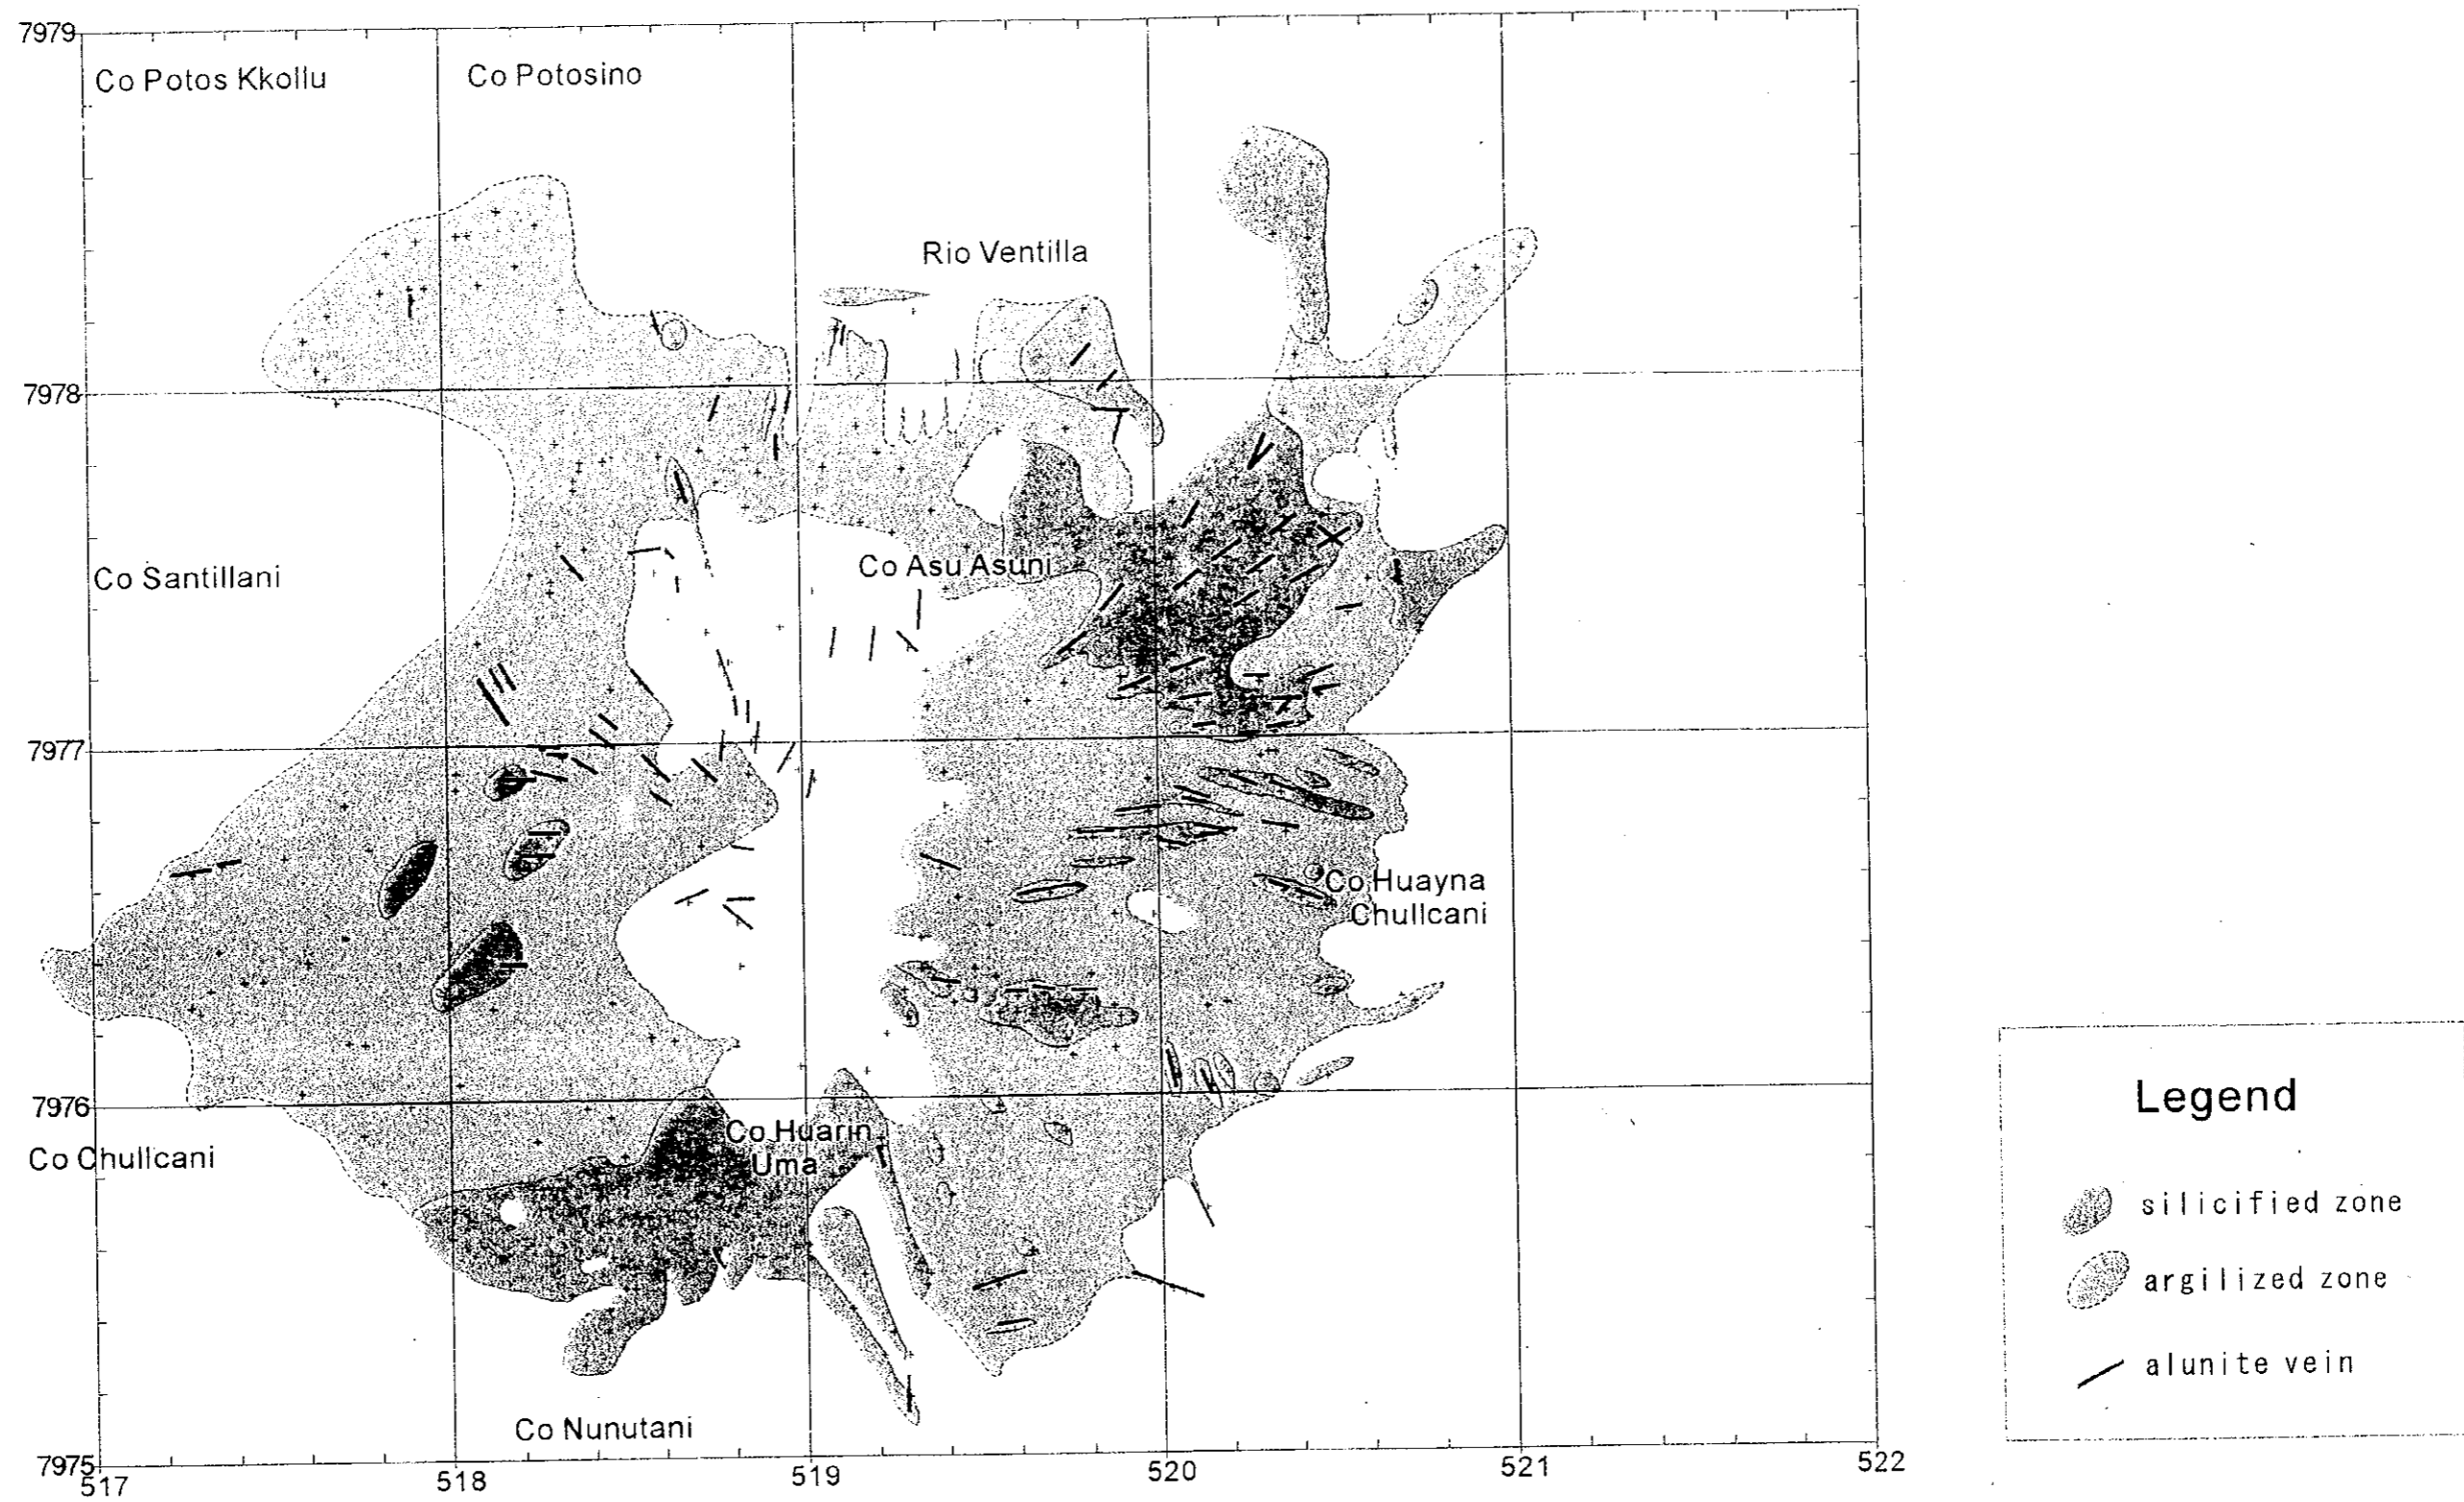 7979
Co Potos Kkollu
Co Potosino
Rio Ventilla
7978
Co Asu Asuni
Co Santillani
7977
Co Huayna
Chullcani
7976
Co Huarin
Uma
Co Chullcani
Co Nunutani
7975
517
518
519
520
521
522
Legend
silicified zone
argilized zone
alunite vein